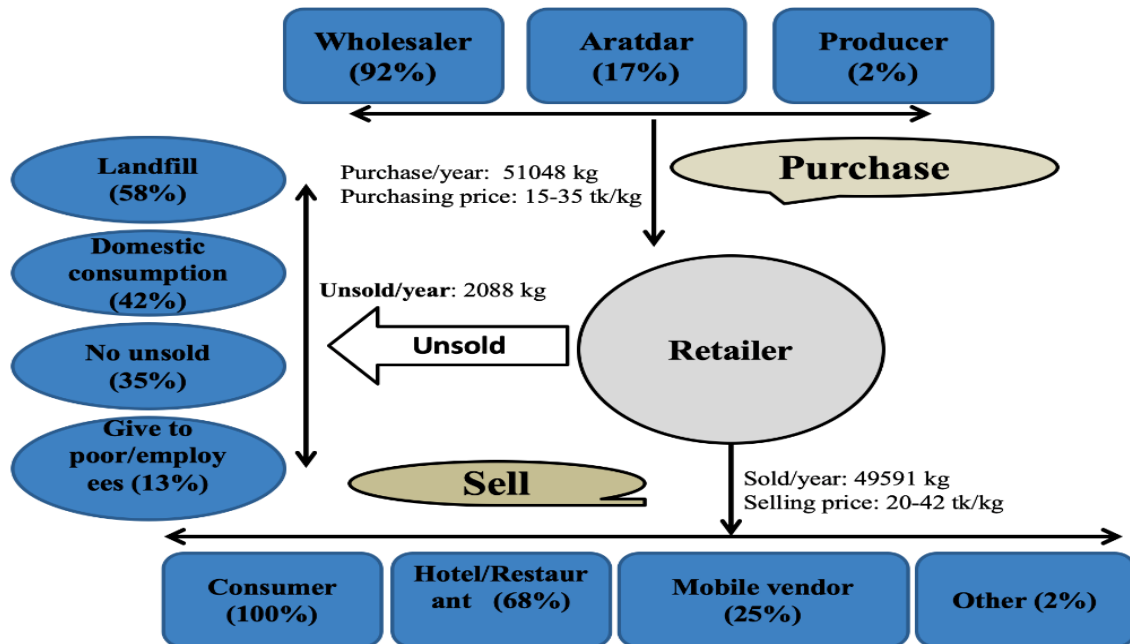 Wholesaler
(92%)
Aratdar
(17%)
Producer
(2%)
Landfill
(58%)
Purchase/year: 51048 kg
Purchasing price: 15-35 tk/kg
Purchase
Domestic
consumption
(42%)
Unsold/year: 2088 kg
Unsold
Retailer
No unsold
(35%)
Give to
poor/employ
ees (13%)
Sell
Sold/year: 49591 kg
Selling price: 20-42 tk/kg
Consumer
(100%)
Hotel/Restaur
ant (68%)
Mobile vendor
(25%)
Other (2%)